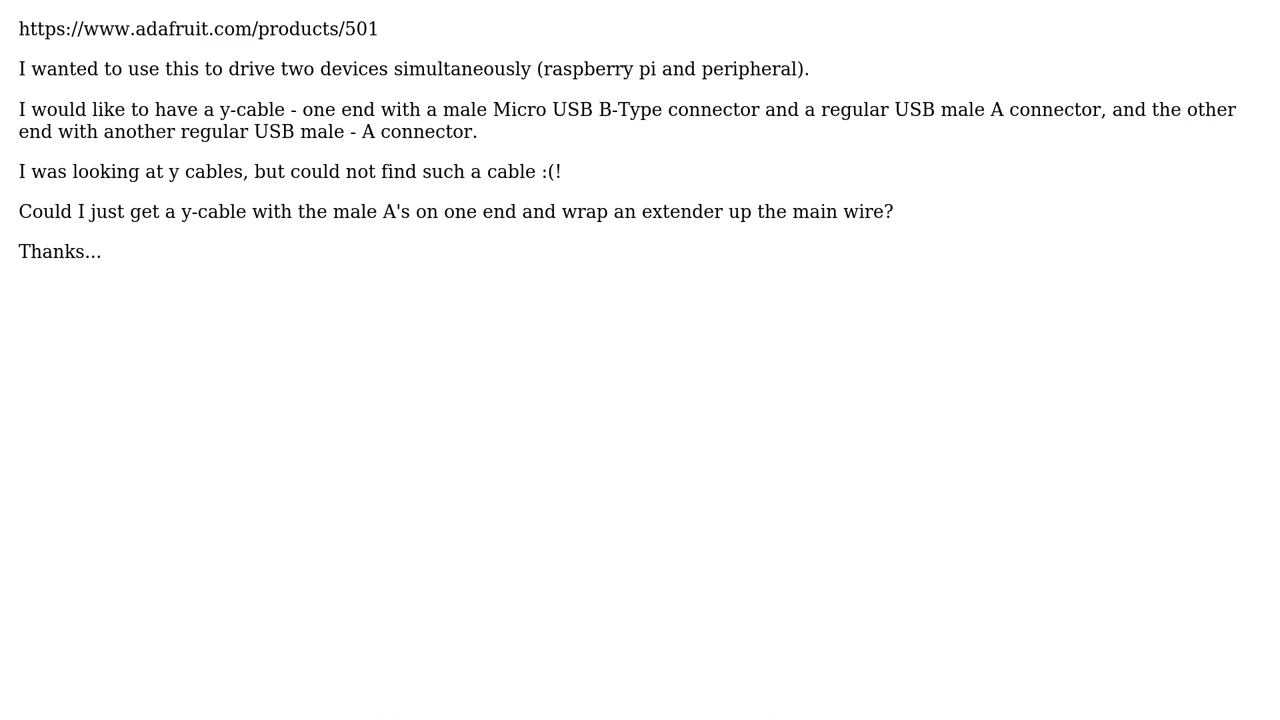 https://www.adafruit.com/products/501
I wanted to use this to drive two devices simultaneously (raspberry pi and peripheral).
I would like to have a y-cable - one end with a male Micro USB B-Type connector and a regular USB male A connector, and the other
end with another regular USB male - A connector.
I was looking at y cables, but could not find such a cable :(!
Could I just get a y-cable with the male A's on one end and wrap an extender up the main wire?
Thanks...